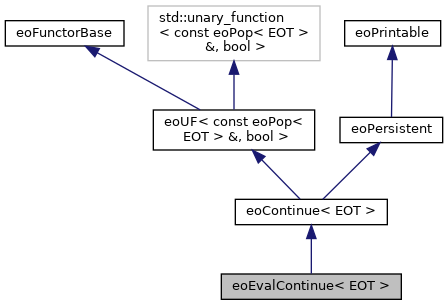 eoFunctorBase
std::unary_function
< const eoPop< EOT >
&, bool >
eoPrintable
eoUF< const eoPop<
EOT > &, bool >
eoPersistent
eoContinue< EOT >
eoEvalContinue< EOT >